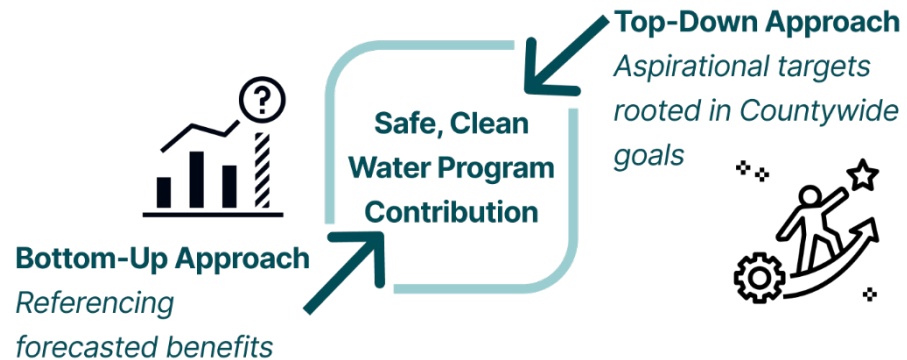 Top-Down Approach
Aspirational targets
rooted in Countywide
goals
Safe, Clean
Water Program
Contribution
?
Bottom-Up Approach
Referencing
forecasted benefits